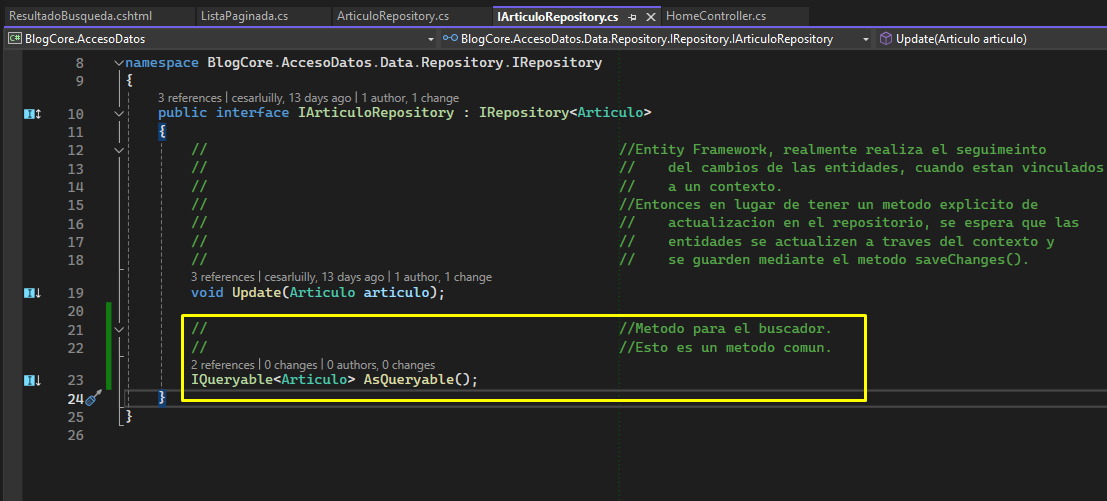 ResultadoBusqueda.cshtml ListaPaginada.cs ArticuloRepository.cs IArticuloRepository.cs HomeController.cs
C# BlogCore.AccesoDatos BlogCore.AccesoDatos.Data.Repository.IRepository.IArticuloRepository Update(Articulo articulo)
8 namespace BlogCore.AccesoDatos.Data.Repository.IRepository
9 {
3 references | cesarluilly, 13 days ago | 1 author, 1 change
10 public interface IArticuloRepository : IRepository<Articulo>
11 {
12 // //Entity Framework, realmente realiza el seguimeinto
13 // // del cambios de las entidades, cuando estan vinculados
14 // // a un contexto.
15 // //Entonces en lugar de tener un metodo explicito de
16 // // actualizacion en el repositorio, se espera que las
17 // // entidades se actualizen a traves del contexto y
18 // // se guarden mediante el metodo saveChanges().
3 references | cesarluilly, 13 days ago | 1 author, 1 change
19 void Update(Articulo articulo);
20
21 // //Metodo para el buscador.
22 // //Esto es un metodo comun.
2 references | 0 changes | 0 authors, 0 changes
23 IQueryable<Articulo> AsQueryable();
24 }
25 }
26